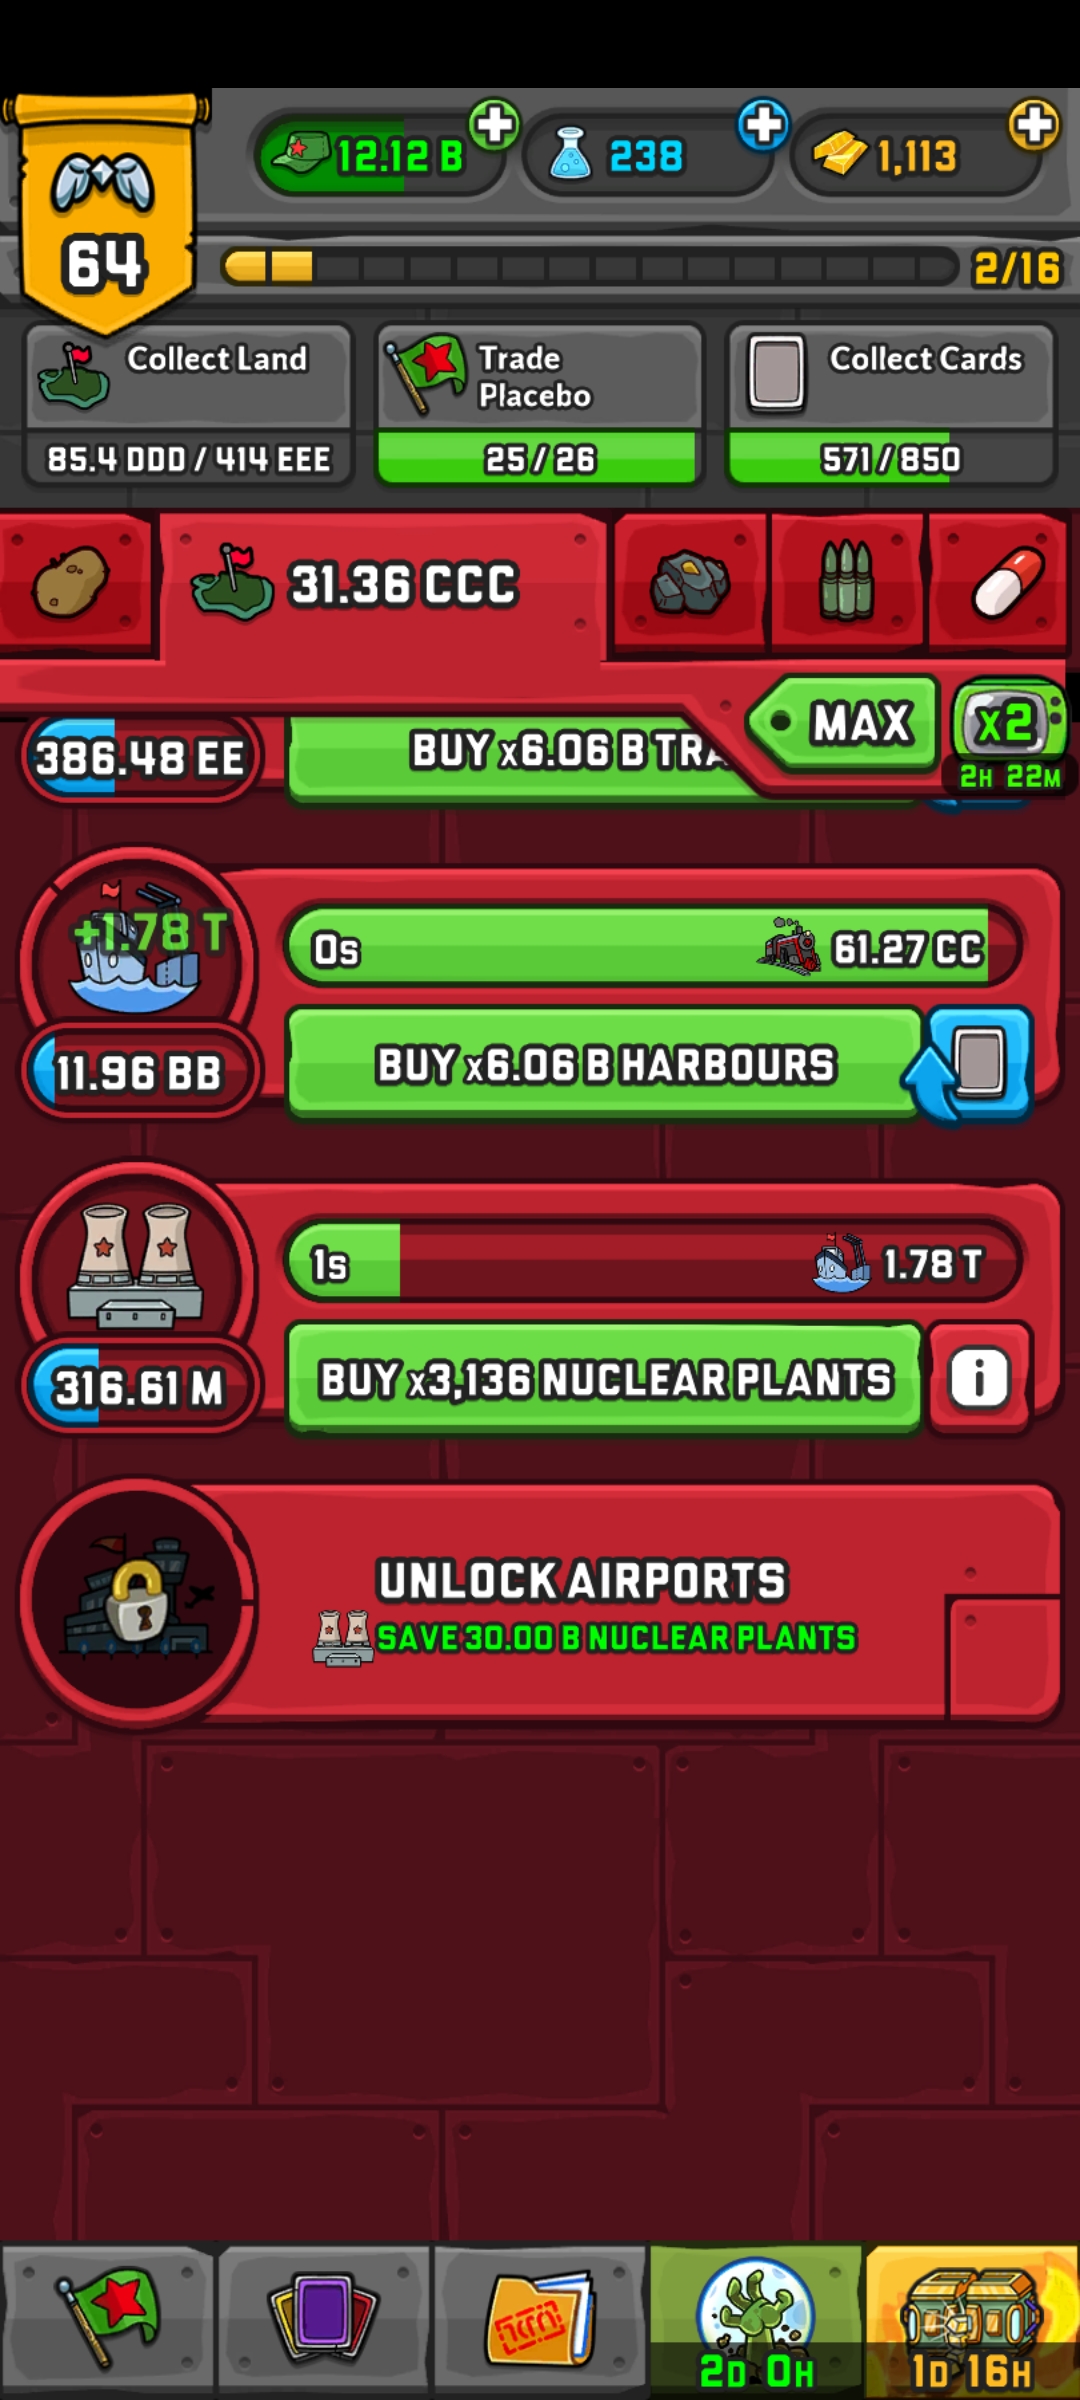 12.12 B
238
1,113
64
2/16
Collect Land
85.4 DDD / 414 EEE
Trade
Placebo
25 / 26
Collect Cards
571 / 850
31.36 CCC
MAX
x2
2H 22M
386.48 EE
BUY x6.06 B TRA
+1.78 T
0s
61.27 CC
11.96 BB
BUY x6.06 B HARBOURS
1s
1.78 T
316.61 M
BUY x3,136 NUCLEAR PLANTS
i
UNLOCK AIRPORTS
SAVE 30.00 B NUCLEAR PLANTS
2D 0H
1D 16H